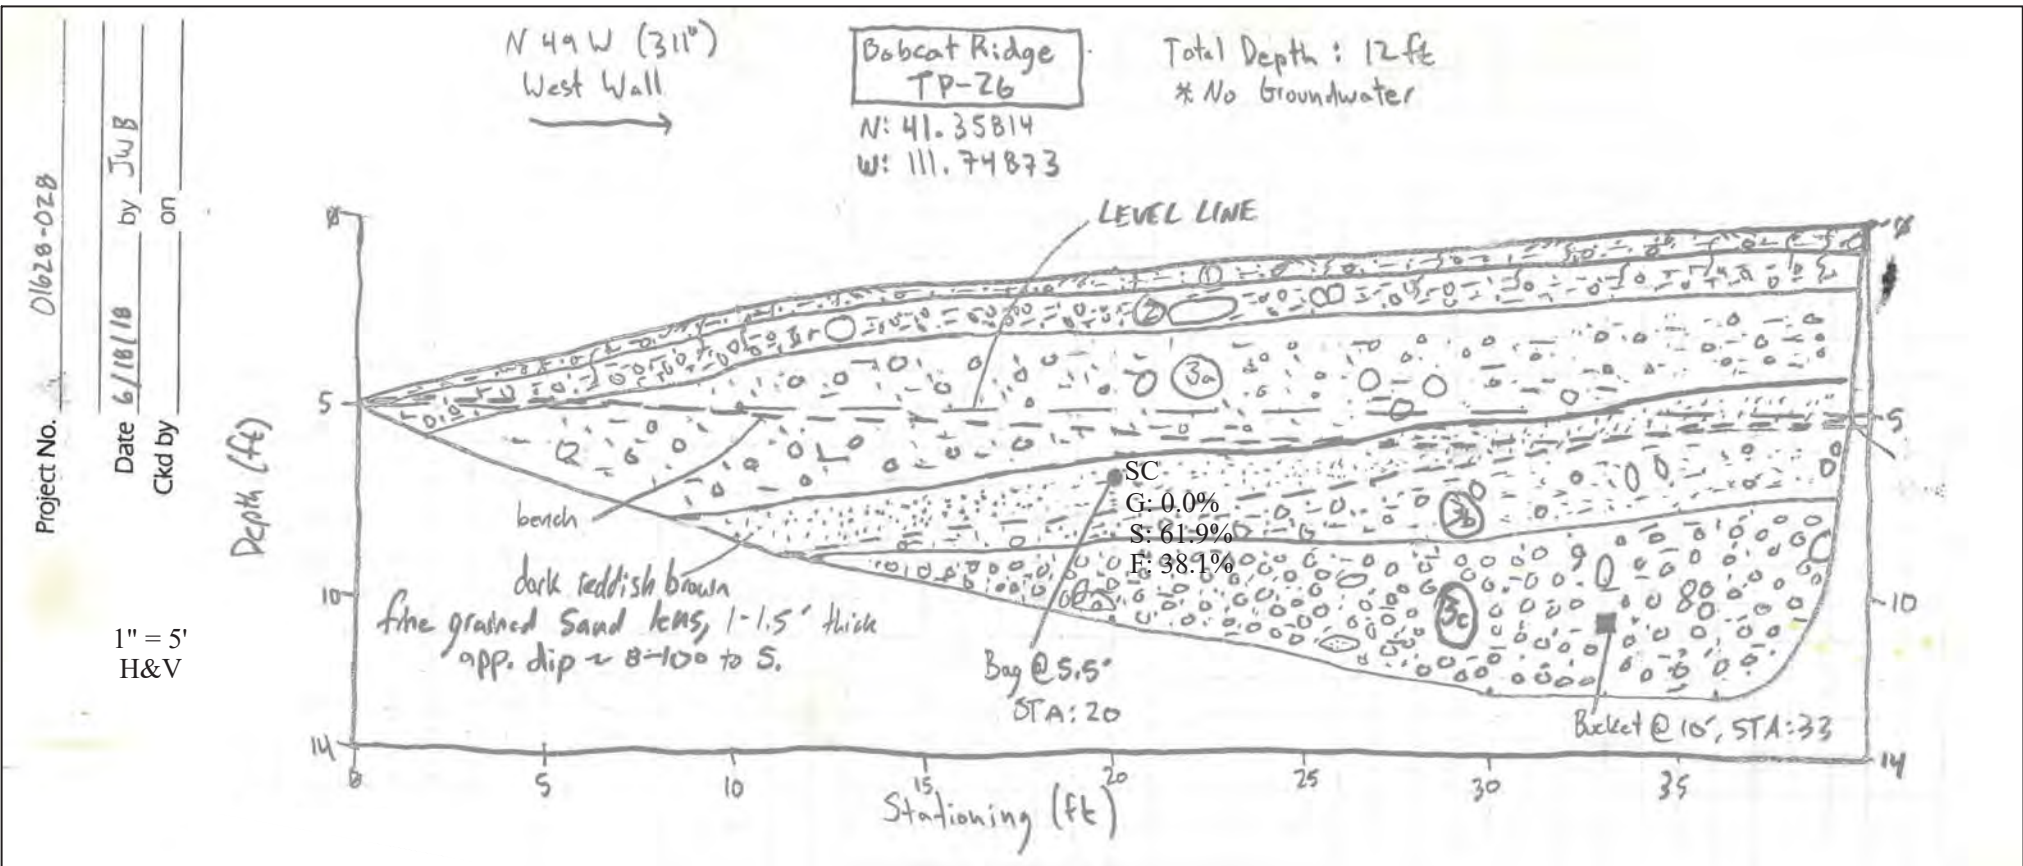 Project No. 01628-028
Date 6/18/18 by JWB
Ckd by on
1" = 5'
H&V
N 49 W (311°)
West Wall
Bobcat Ridge
TP-26
N: 41.35814
W: 111.74873
Total Depth: 12 ft
* No Groundwater
LEVEL LINE
Depth (ft)
0
5
10
14
0
5
10
14
1
2
3a
3b
3c
SC
G: 0.0%
S: 61.9%
F: 38.1%
bench
dark reddish brown
fine grained sand lens, 1-1.5' thick
app. dip ~ 8-10° to S.
Bag @ 5.5'
STA: 20
Bucket @ 10', STA: 33
0 5 10 15 20 25 30 35
Stationing (ft)